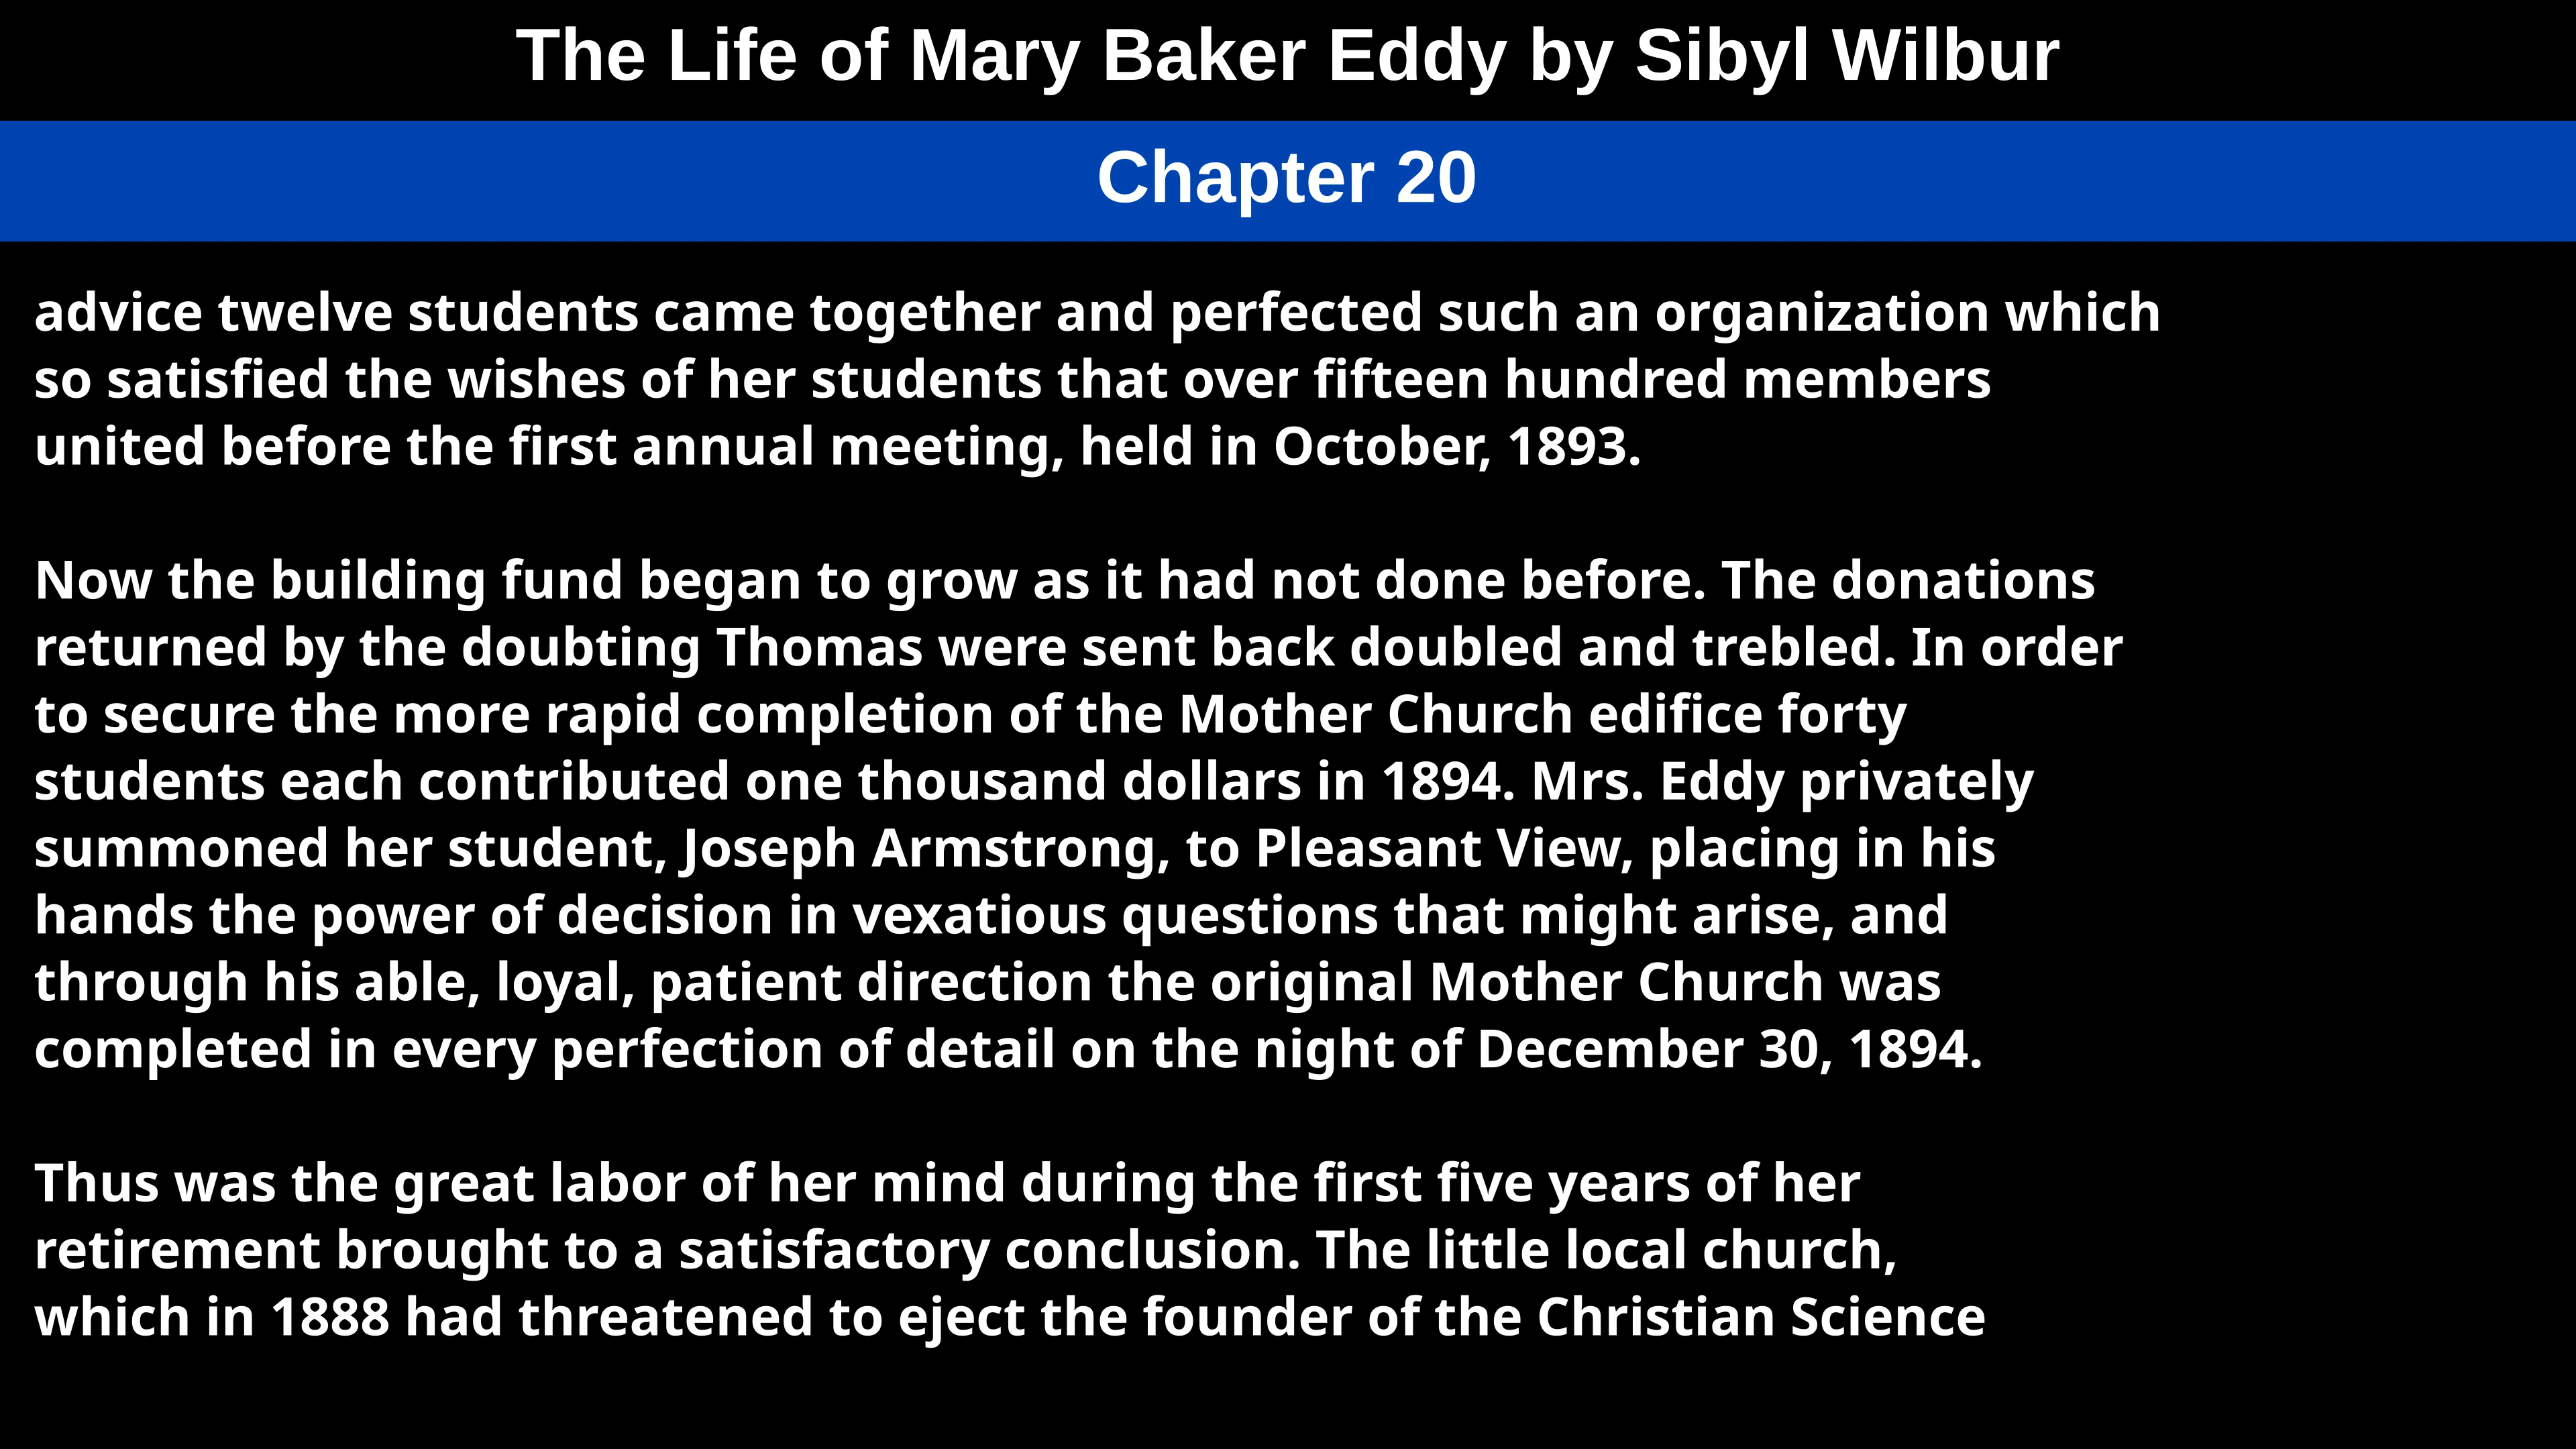 The Life of Mary Baker Eddy by Sibyl Wilbur
Chapter 20
advice twelve students came together and perfected such an organization which
so satisfied the wishes of her students that over fifteen hundred members
united before the first annual meeting, held in October, 1893.
Now the building fund began to grow as it had not done before. The donations
returned by the doubting Thomas were sent back doubled and trebled. In order
to secure the more rapid completion of the Mother Church edifice forty
students each contributed one thousand dollars in 1894. Mrs. Eddy privately
summoned her student, Joseph Armstrong, to Pleasant View, placing in his
hands the power of decision in vexatious questions that might arise, and
through his able, loyal, patient direction the original Mother Church was
completed in every perfection of detail on the night of December 30, 1894.
Thus was the great labor of her mind during the first five years of her
retirement brought to a satisfactory conclusion. The little local church,
which in 1888 had threatened to eject the founder of the Christian Science